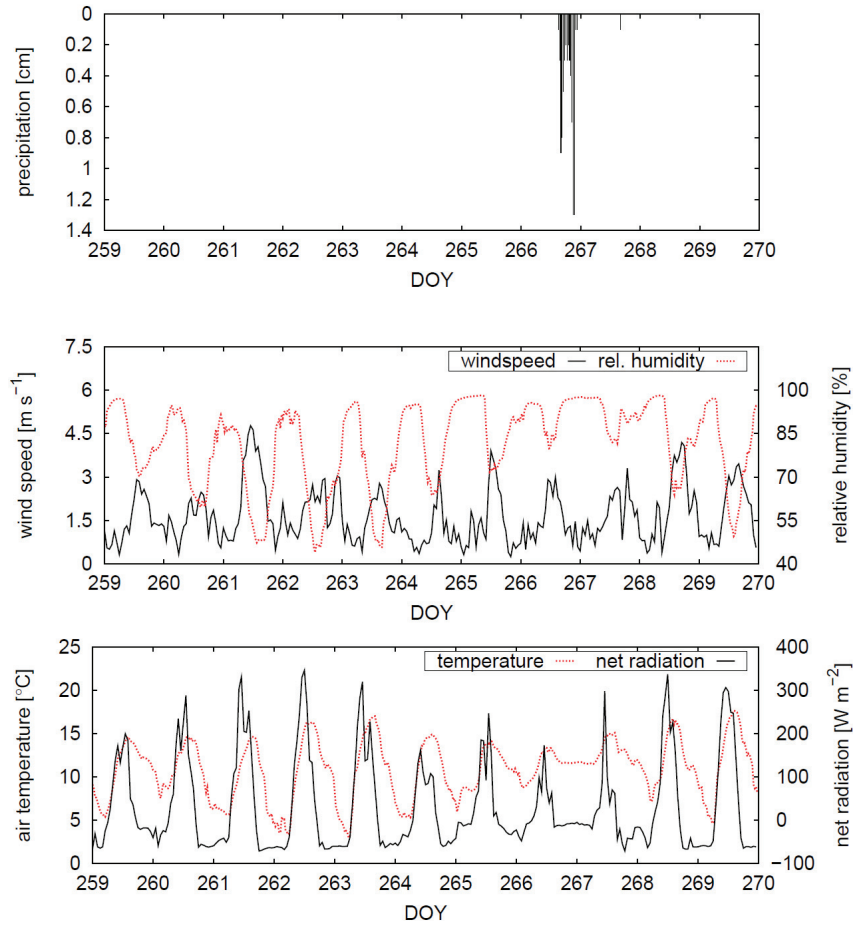 0
0.2
0.4
0.6
0.8
1
1.2
1.4
precipitation [cm]
259 260 261 262 263 264 265 266 267 268 269 270
DOY
7.5
6
4.5
3
1.5
0
wind speed [m s⁻¹]
windspeed rel. humidity
100
85
70
55
40
relative humidity [%]
259 260 261 262 263 264 265 266 267 268 269 270
DOY
25
20
15
10
5
0
air temperature [°C]
temperature net radiation
400
300
200
100
0
−100
net radiation [W m⁻²]
259 260 261 262 263 264 265 266 267 268 269 270
DOY